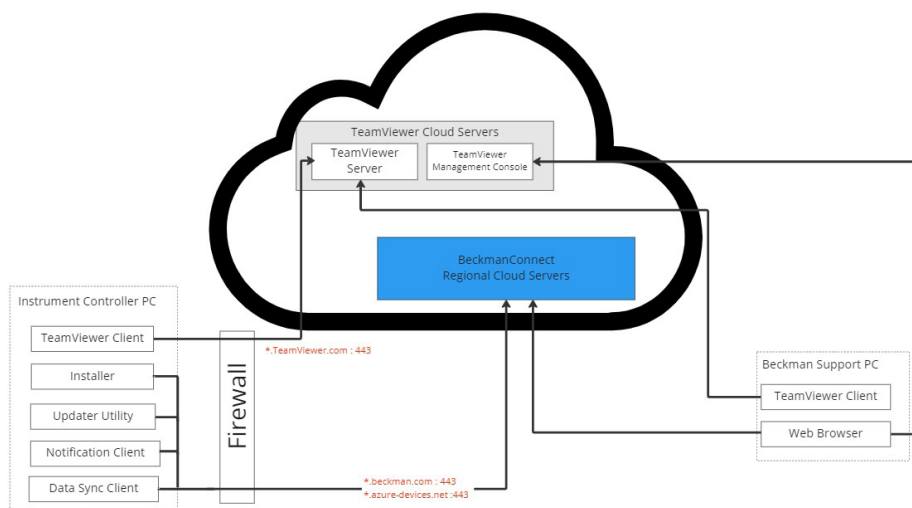 TeamViewer Cloud Servers
TeamViewer
Server
TeamViewer
Management Console
BeckmanConnect
Regional Cloud Servers
Instrument Controller PC
TeamViewer Client
Installer
Updater Utility
Notification Client
Data Sync Client
Firewall
*.TeamViewer.com : 443
*.beckman.com : 443
*.azure-devices.net :443
Beckman Support PC
TeamViewer Client
Web Browser